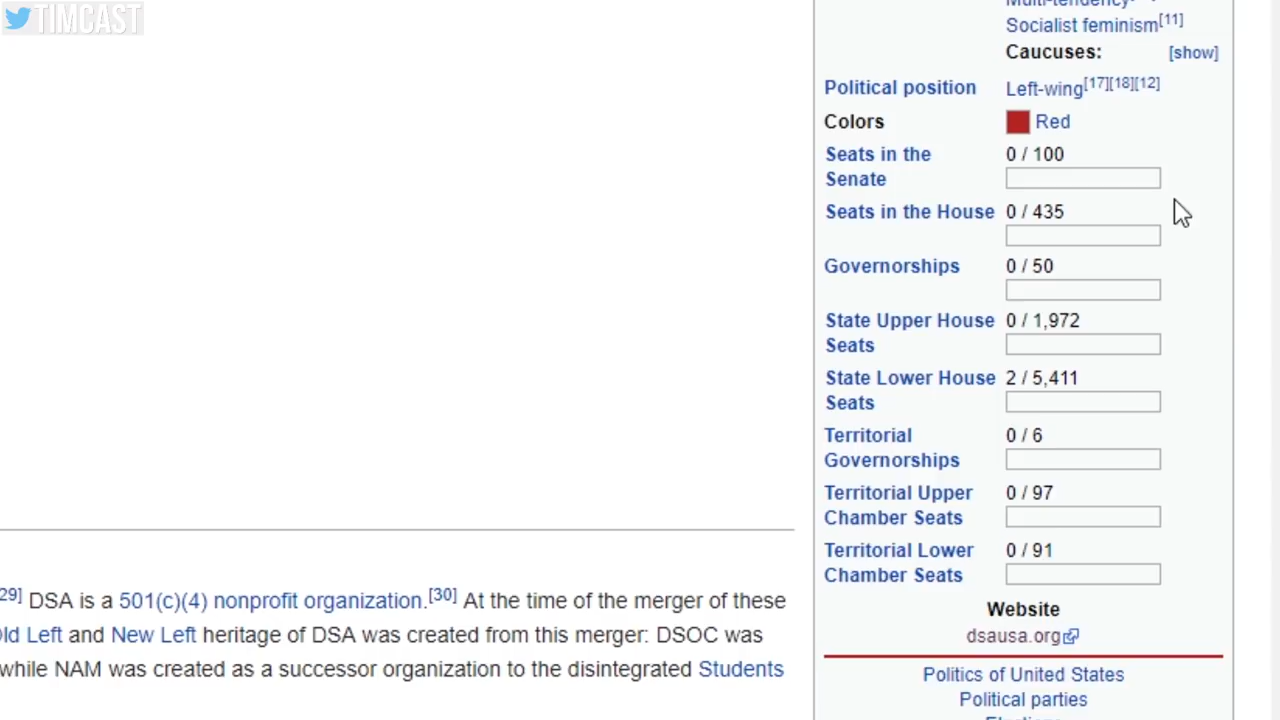 TIMCAST
Multi-tendency
Socialist feminism[11]
Caucuses: [show]
Political position Left-wing[17][18][12]
Colors Red
Seats in the Senate 0 / 100
Seats in the House 0 / 435
Governorships 0 / 50
State Upper House Seats 0 / 1,972
State Lower House Seats 2 / 5,411
Territorial Governorships 0 / 6
Territorial Upper Chamber Seats 0 / 97
Territorial Lower Chamber Seats 0 / 91
Website
dsausa.org
Politics of United States
Political parties
Elections
29] DSA is a 501(c)(4) nonprofit organization.[30] At the time of the merger of these
Old Left and New Left heritage of DSA was created from this merger: DSOC was
while NAM was created as a successor organization to the disintegrated Students